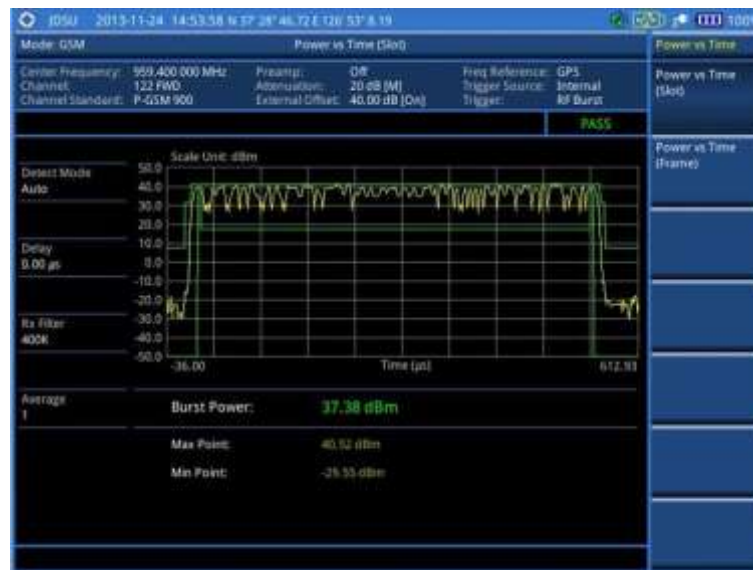 JDSU 2013-11-24 14:53:58 N 37° 28' 46.72 E 126° 53' 8.19 100
Mode: GSM Power vs Time (Slot)
Power vs Time
Center Frequency: 959.400 000 MHz Preamp: Off Freq Reference: GPS
Channel: 122 FWD Attenuation: 20 dB [M] Trigger Source: Internal
Channel Standard: P-GSM 900 External Offset: 40.00 dB [On] Trigger: RF Burst
Power vs Time (Slot)
PASS
Power vs Time (Frame)
Scale Unit: dBm
Detect Mode
Auto
Delay
0.00 µs
Rx Filter
400K
Average
1
50.0
40.0
30.0
20.0
10.0
0.0
-10.0
-20.0
-30.0
-40.0
-50.0
-36.00 Time (µs) 612.93
Burst Power: 37.38 dBm
Max Point: 40.52 dBm
Min Point: -29.55 dBm